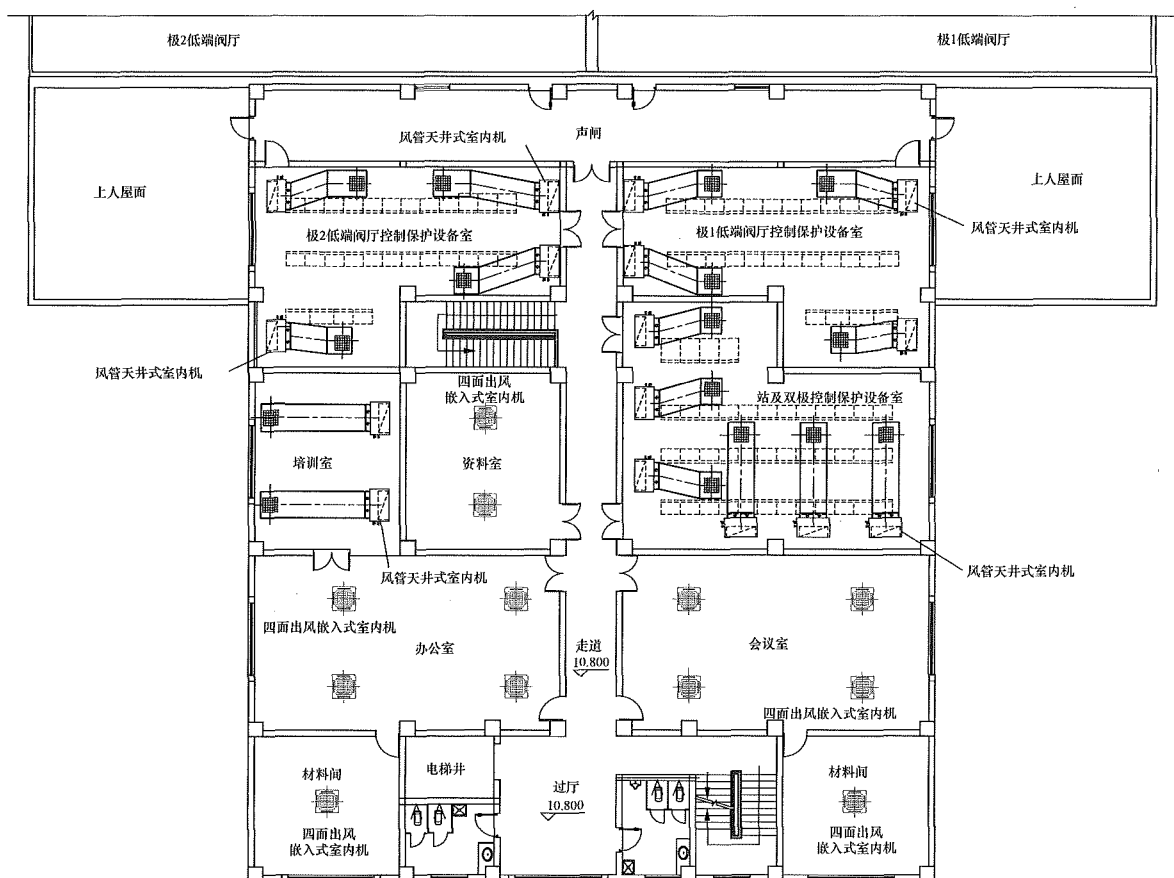 极2低端阀厅
极1低端阀厅
声闸
风管天井式室内机
上人屋面
上人屋面
风管天井式室内机
极2低端阀厅控制保护设备室
极1低端阀厅控制保护设备室
风管天井式室内机
四面出风
嵌入式室内机
站及双极控制保护设备室
培训室
资料室
风管天井式室内机
风管天井式室内机
四面出风嵌入式室内机
办公室
走道
10,800
会议室
四面出风嵌入式室内机
材料间
电梯井
过厅
10,800
材料间
四面出风
嵌入式室内机
四面出风
嵌入式室内机